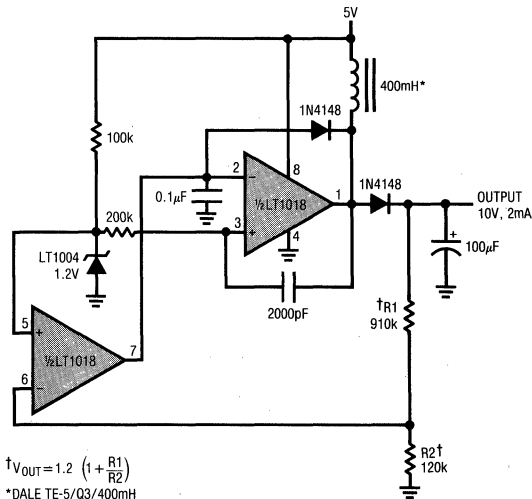 5V
400mH*
1N4148
100k
2
8
1N4148
0.1µF
−
½LT1018
1
OUTPUT
10V, 2mA
200k
3
+
4
+
100µF
LT1004
1.2V
2000pF
†R1
910k
5
+
½LT1018
7
6
−
R2†
120k
†VOUT = 1.2 (1 + R1/R2)
*DALE TE-5/Q3/400mH